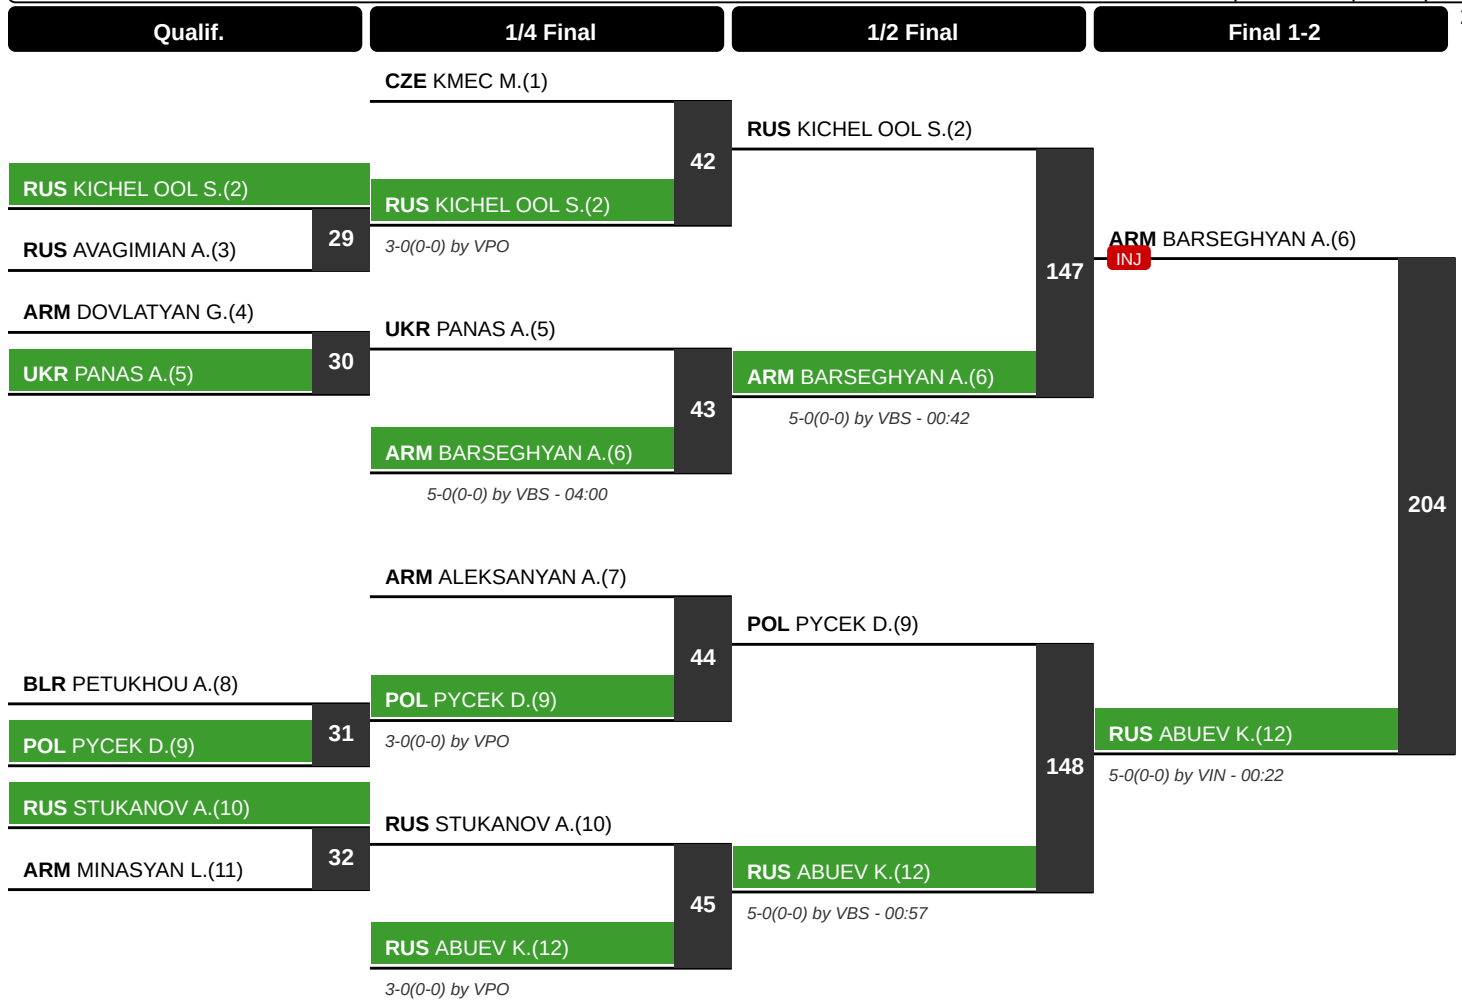 Qualif.
1/4 Final
1/2 Final
Final 1-2
CZE KMEC M.(1)
42
RUS KICHEL OOL S.(2)
RUS KICHEL OOL S.(2)
29
RUS AVAGIMIAN A.(3)
RUS KICHEL OOL S.(2)
3-0(0-0) by VPO
147
ARM BARSEGHYAN A.(6)
INJ
ARM DOVLATYAN G.(4)
30
UKR PANAS A.(5)
UKR PANAS A.(5)
43
ARM BARSEGHYAN A.(6)
5-0(0-0) by VBS - 00:42
ARM BARSEGHYAN A.(6)
5-0(0-0) by VBS - 04:00
204
ARM ALEKSANYAN A.(7)
44
POL PYCEK D.(9)
BLR PETUKHOU A.(8)
31
POL PYCEK D.(9)
POL PYCEK D.(9)
3-0(0-0) by VPO
148
RUS ABUEV K.(12)
5-0(0-0) by VIN - 00:22
RUS STUKANOV A.(10)
32
ARM MINASYAN L.(11)
RUS STUKANOV A.(10)
45
RUS ABUEV K.(12)
5-0(0-0) by VBS - 00:57
RUS ABUEV K.(12)
3-0(0-0) by VPO